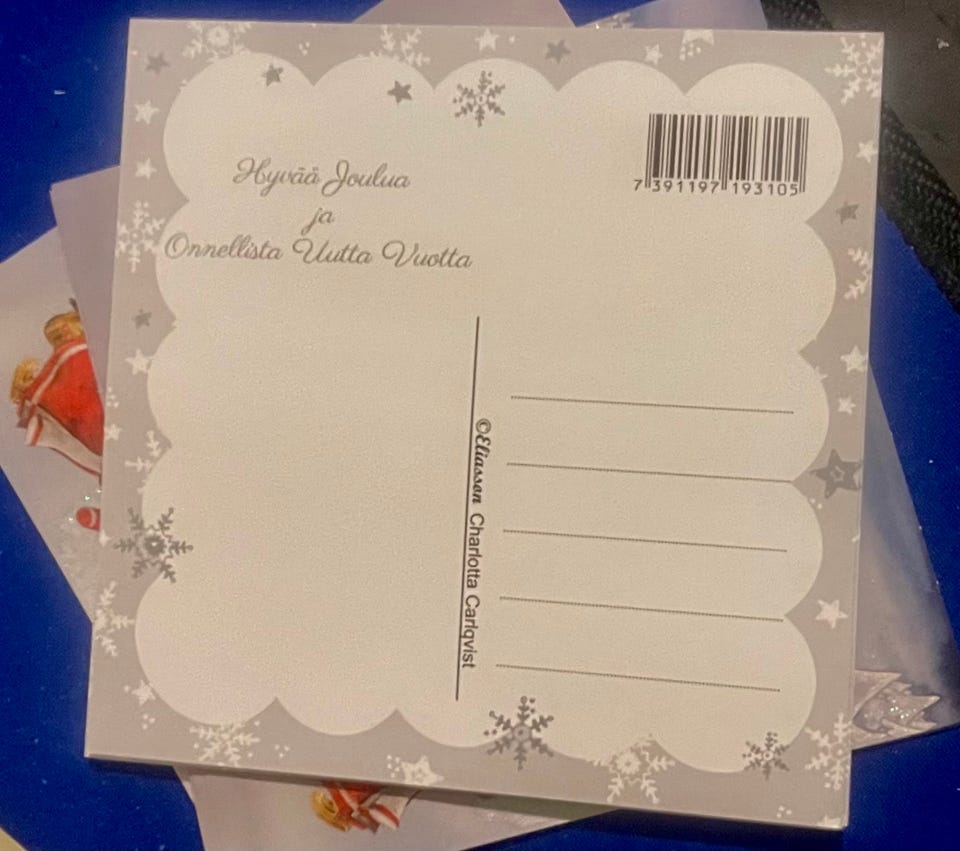 Hyvää Joulua
ja
Onnellista Uutta Vuotta
7 391197 193105
©Eliasson Charlotta Carlqvist